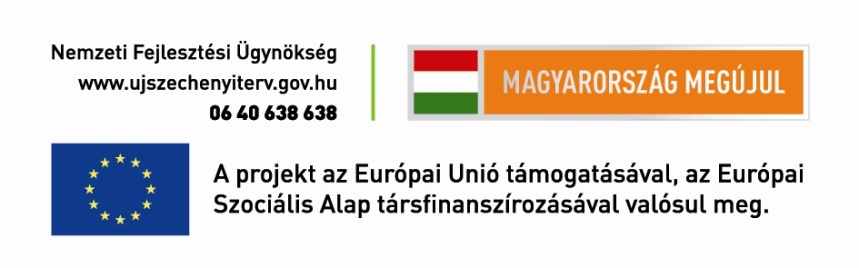 Nemzeti Fejlesztési Ügynökség
www.ujszechenyiterv.gov.hu
06 40 638 638
MAGYARORSZÁG MEGÚJUL
A projekt az Európai Unió támogatásával, az Európai
Szociális Alap társfinanszírozásával valósul meg.